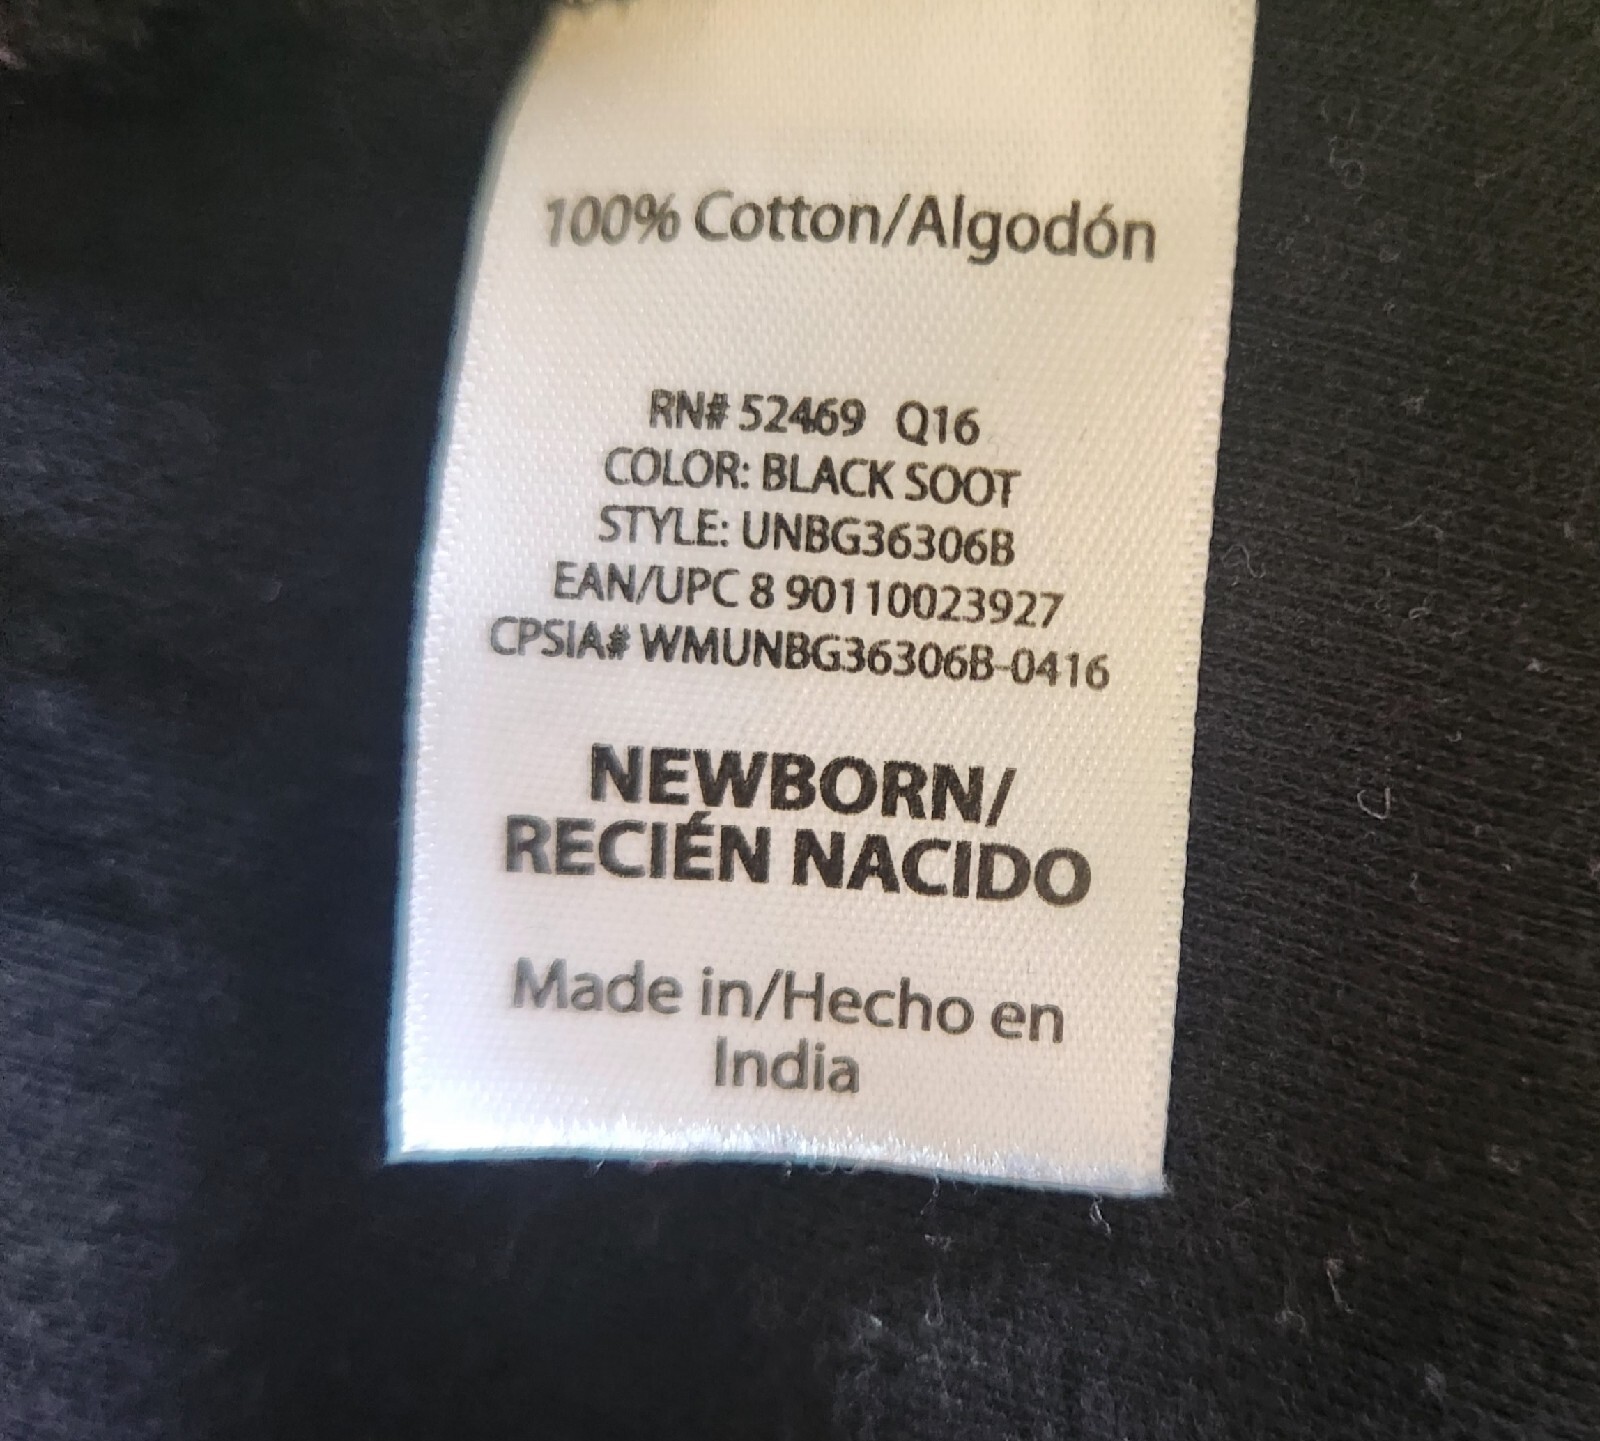 100% Cotton/Algodón
RN# 52469 Q16
COLOR: BLACK SOOT
STYLE: UNBG36306B
EAN/UPC 8 90110023927
CPSIA# WMUNBG36306B-0416
NEWBORN/
RECIÉN NACIDO
Made in/Hecho en
India